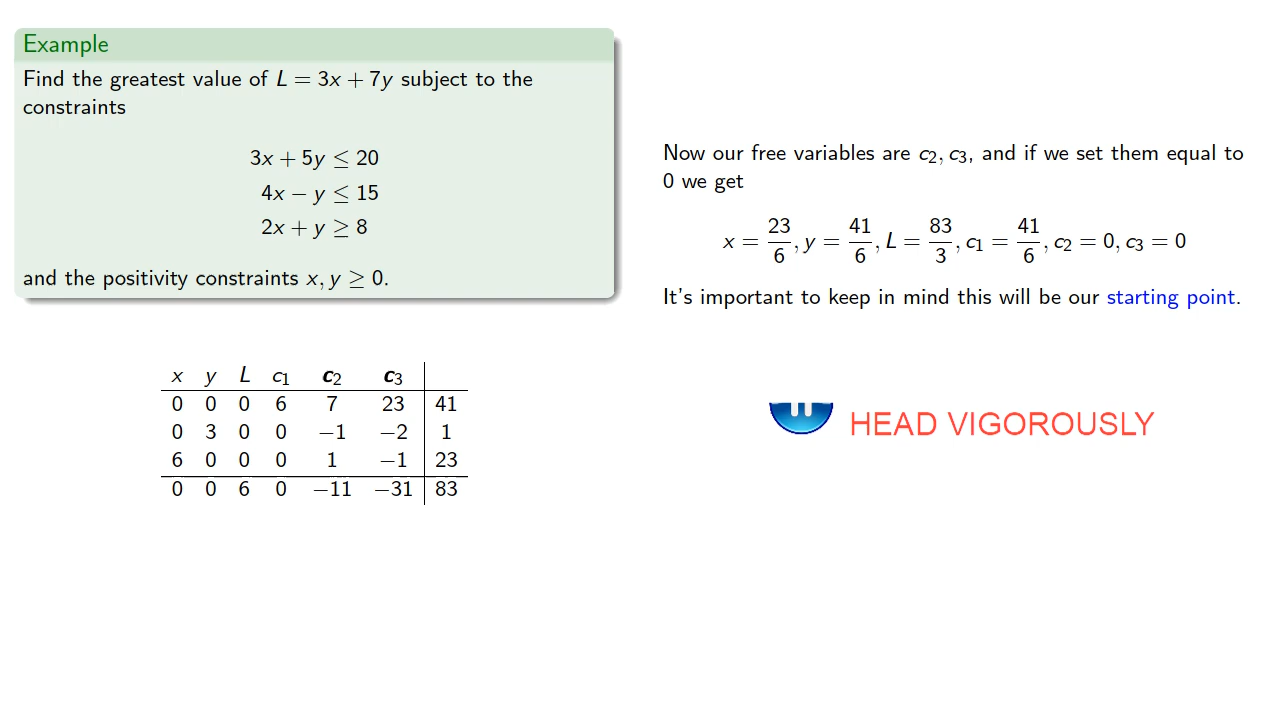 Example
Find the greatest value of L = 3x + 7y subject to the
constraints
3x + 5y ≤ 20
4x − y ≤ 15
2x + y ≥ 8
and the positivity constraints x, y ≥ 0.
x y L c₁ c₂ c₃
0 0 0 6 7 23 41
0 3 0 0 −1 −2 1
6 0 0 0 1 −1 23
0 0 6 0 −11 −31 83
Now our free variables are c₂, c₃, and if we set them equal to
0 we get
x = 23/6, y = 41/6, L = 83/3, c₁ = 41/6, c₂ = 0, c₃ = 0
It's important to keep in mind this will be our starting point.
HEAD VIGOROUSLY